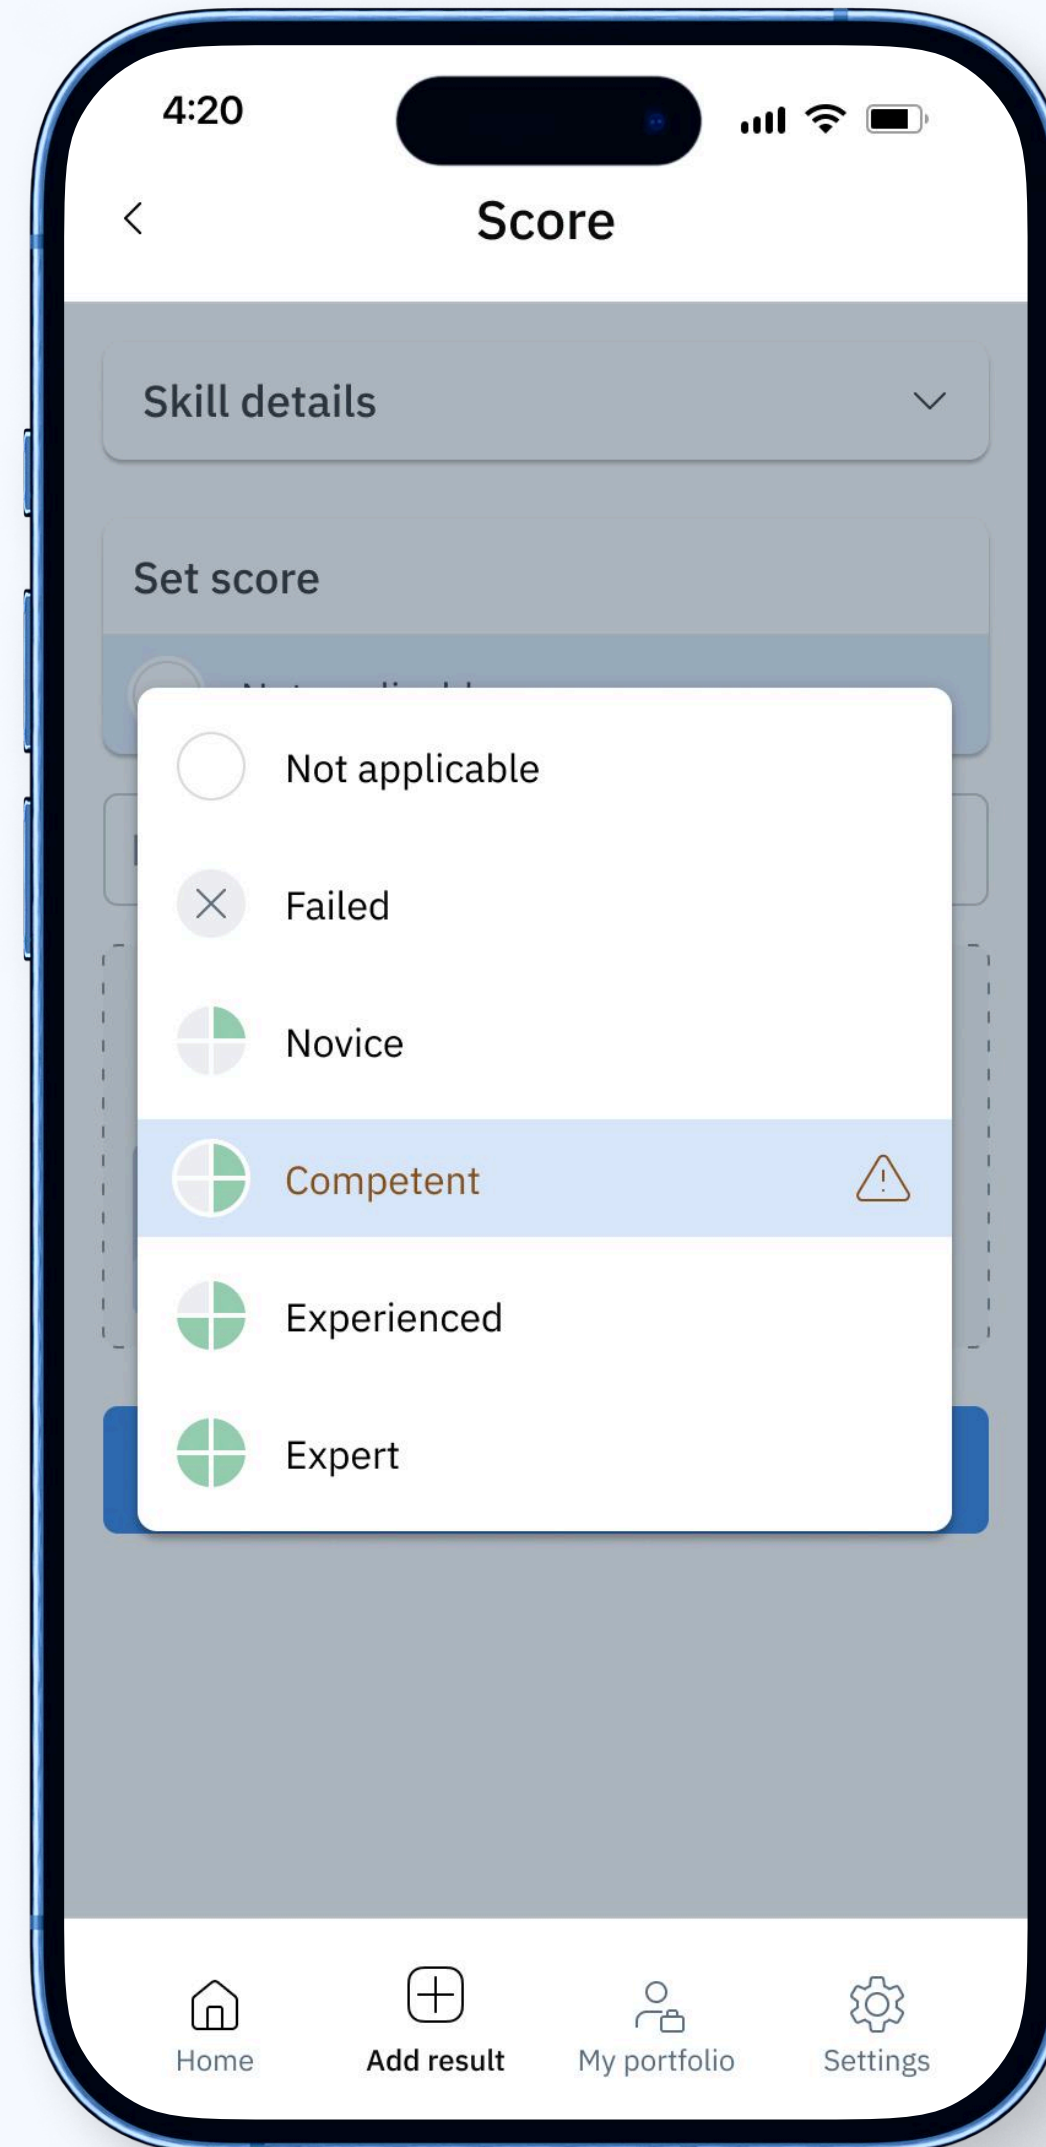 4:20
Score
Skill details
Set score
Not applicable
Failed
Novice
Competent
Experienced
Expert
Home
Add result
My portfolio
Settings